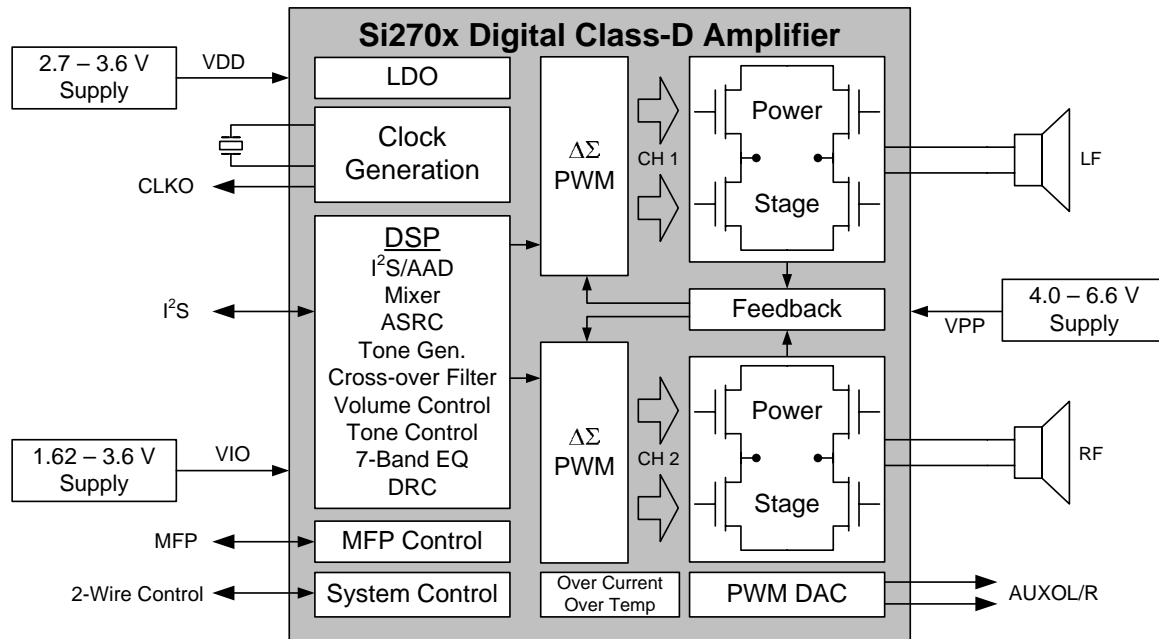 Si270x Digital Class-D Amplifier
2.7 – 3.6 V
Supply
VDD
LDO
Clock
Generation
CLKO
ΔΣ
PWM
CH 1
Power
Stage
LF
DSP
I²S/AAD
Mixer
ASRC
Tone Gen.
Cross-over Filter
Volume Control
Tone Control
7-Band EQ
DRC
I²S
Feedback
VPP
4.0 – 6.6 V
Supply
1.62 – 3.6 V
Supply
VIO
ΔΣ
PWM
CH 2
Power
Stage
RF
MFP
MFP Control
2-Wire Control
System Control
Over Current
Over Temp
PWM DAC
AUXOL/R